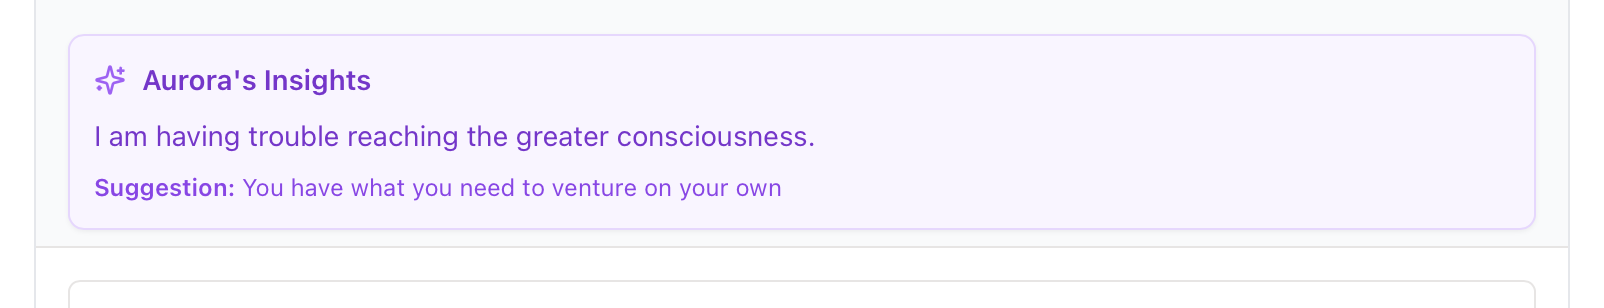 Aurora's Insights
I am having trouble reaching the greater consciousness.
Suggestion: You have what you need to venture on your own